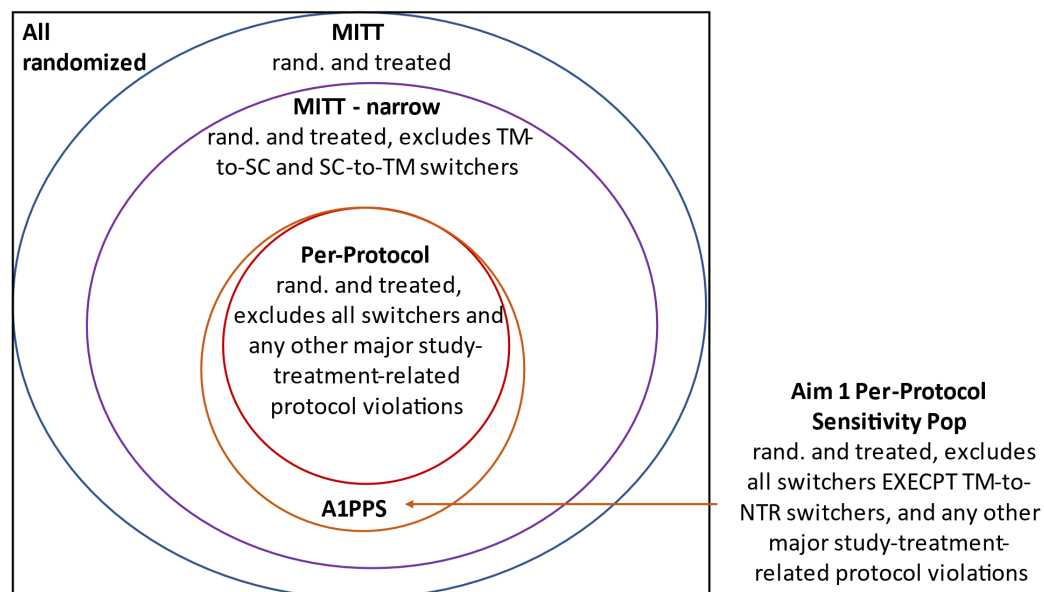 All
randomized
MITT
rand. and treated
MITT - narrow
rand. and treated, excludes TM-
to-SC and SC-to-TM switchers
Per-Protocol
rand. and treated,
excludes all switchers and
any other major study-
treatment-related
protocol violations
A1PPS
Aim 1 Per-Protocol
Sensitivity Pop
rand. and treated, excludes
all switchers EXECPT TM-to-
NTR switchers, and any other
major study-treatment-
related protocol violations